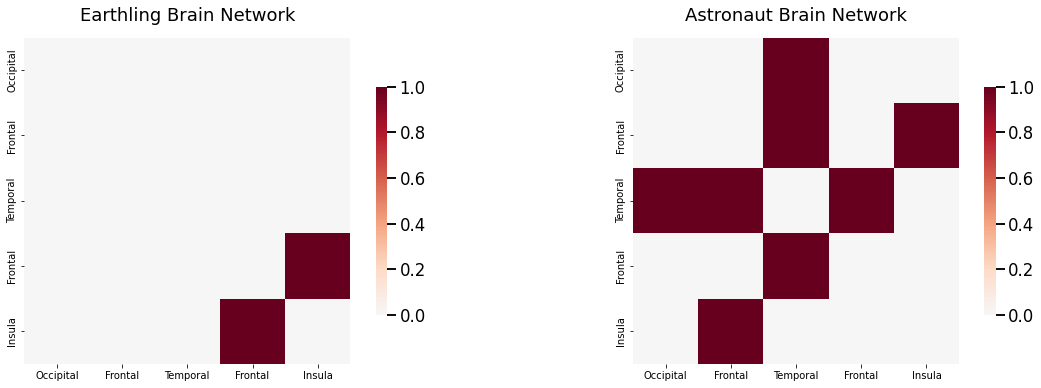 Earthling Brain Network
Occipital
Frontal
Temporal
Frontal
Insula
Occipital Frontal Temporal Frontal Insula
1.0
0.8
0.6
0.4
0.2
0.0
Astronaut Brain Network
Occipital
Frontal
Temporal
Frontal
Insula
Occipital Frontal Temporal Frontal Insula
1.0
0.8
0.6
0.4
0.2
0.0